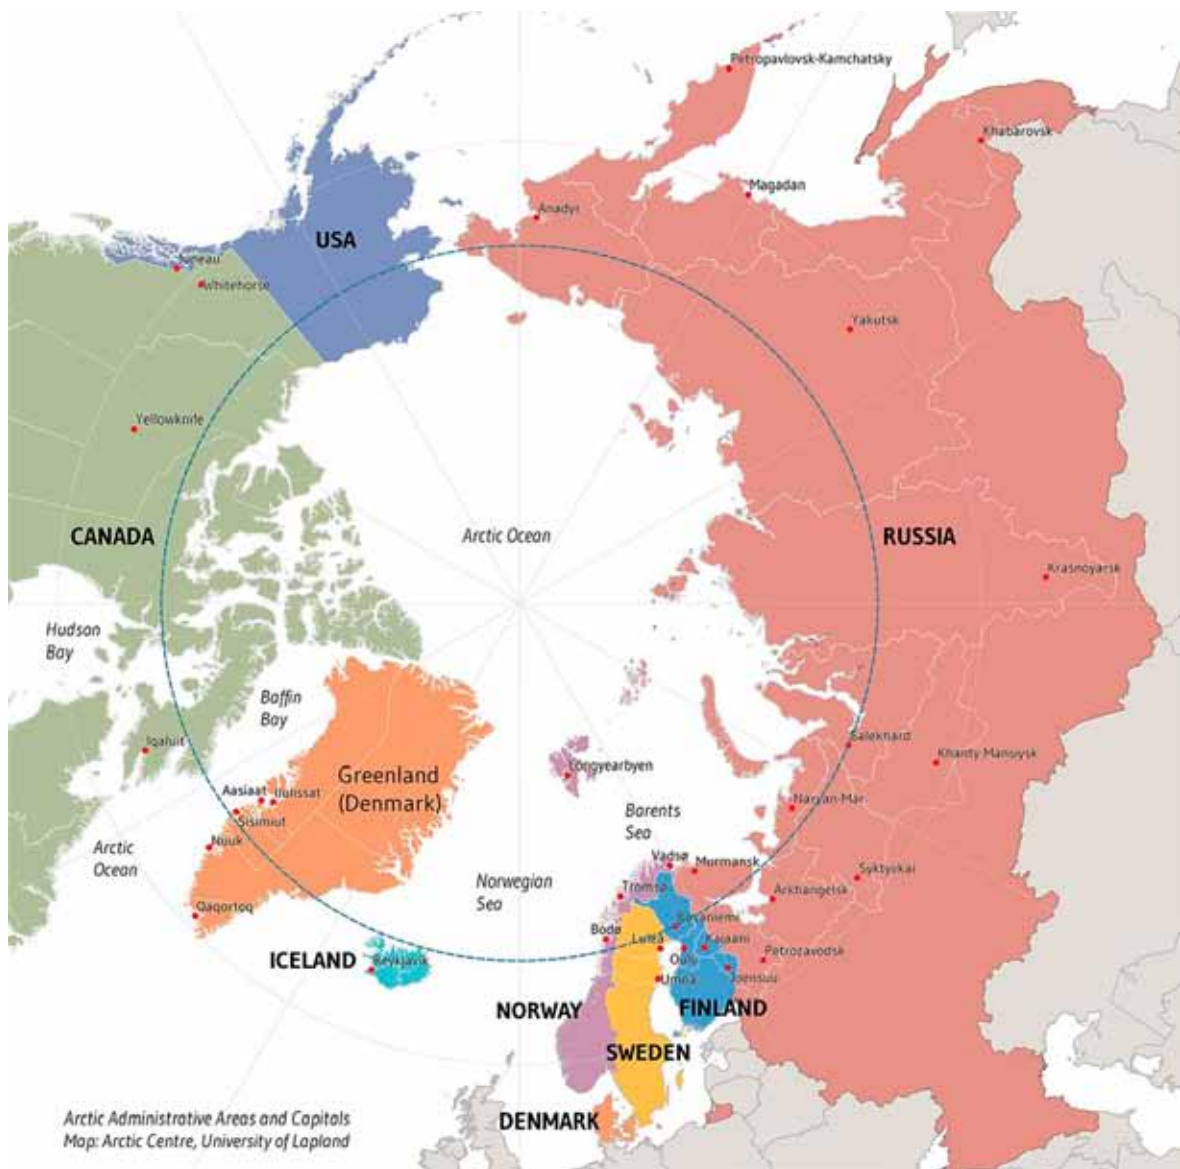 Petropavlovsk-Kamchatsky
Khabarovsk
Magadan
Anadyr
USA
Juneau
Whitehorse
Yakutsk
Yellowknife
CANADA
Arctic Ocean
RUSSIA
Krasnoyarsk
Hudson
Bay
Baffin
Bay
Iqaluit
Salekhard
Khanty Mansiysk
Longyearbyen
Greenland
(Denmark)
Aasiaat
Ilulissat
Sisimiut
Naryan-Mar
Barents
Sea
Nuuk
Arctic
Ocean
Vadsø
Murmansk
Syktyvkar
Norwegian
Sea
Tromsø
Arkhangelsk
Qaqortoq
Rovaniemi
Bodø
Luleå
Kajaani
Oulu
Petrozavodsk
ICELAND
Reykjavik
Joensuu
Umeå
NORWAY
FINLAND
SWEDEN
DENMARK
Arctic Administrative Areas and Capitals
Map: Arctic Centre, University of Lapland